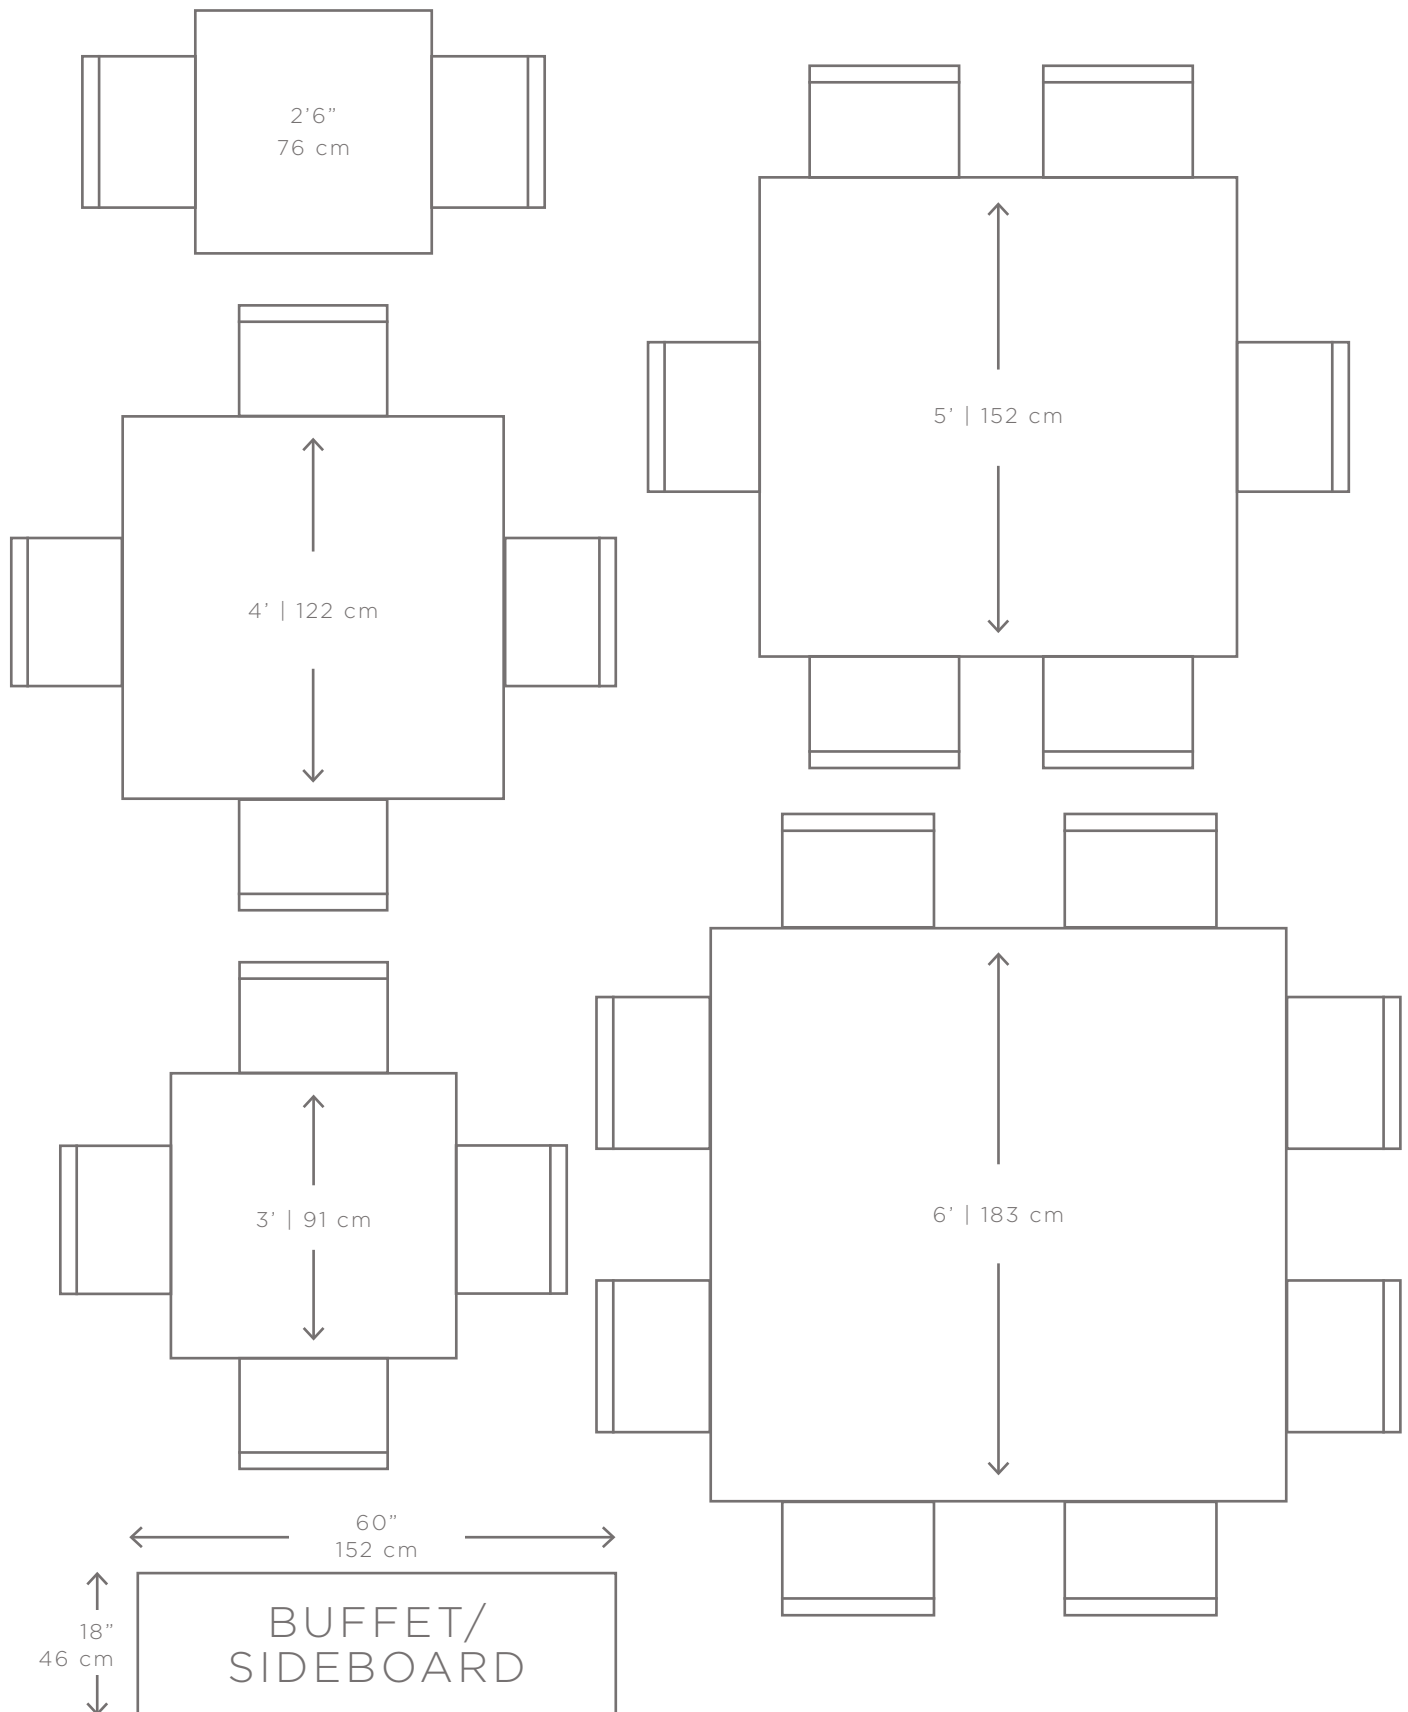 2’6”
76 cm
5’ | 152 cm
4’ | 122 cm
6’ | 183 cm
3’ | 91 cm
60”
152 cm
18”
46 cm
BUFFET/
SIDEBOARD